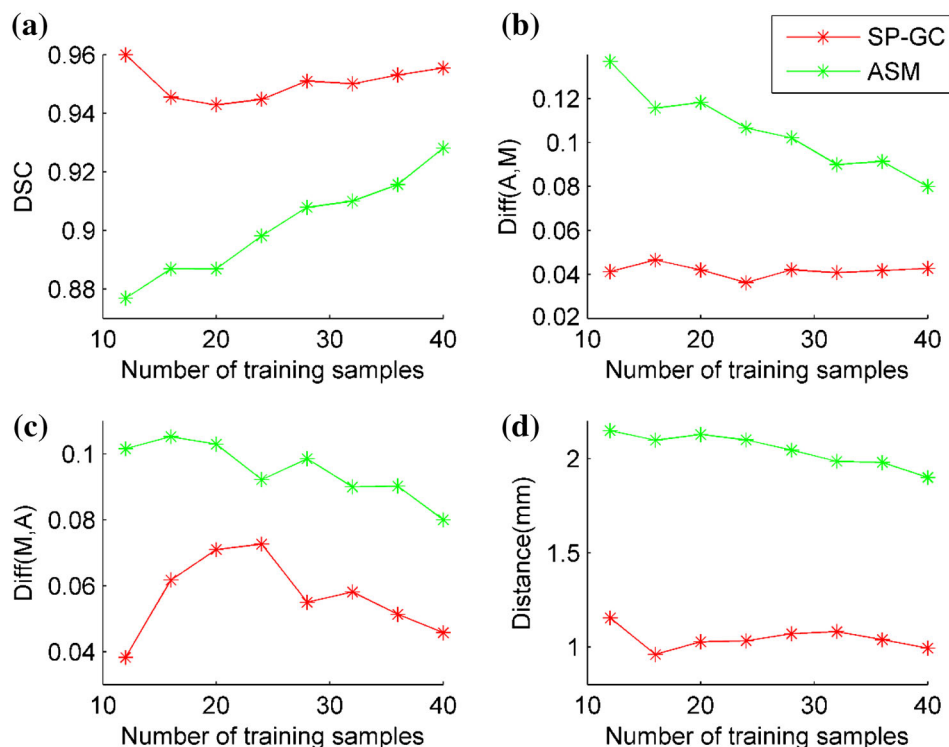 (a)
0.96
0.94
0.92
0.9
0.88
DSC
10 20 30 40
Number of training samples
(b)
SP-GC
ASM
0.12
0.1
0.08
0.06
0.04
0.02
Diff(A,M)
10 20 30 40
Number of training samples
(c)
0.1
0.08
0.06
0.04
Diff(M,A)
10 20 30 40
Number of training samples
(d)
2
1.5
1
Distance(mm)
10 20 30 40
Number of training samples